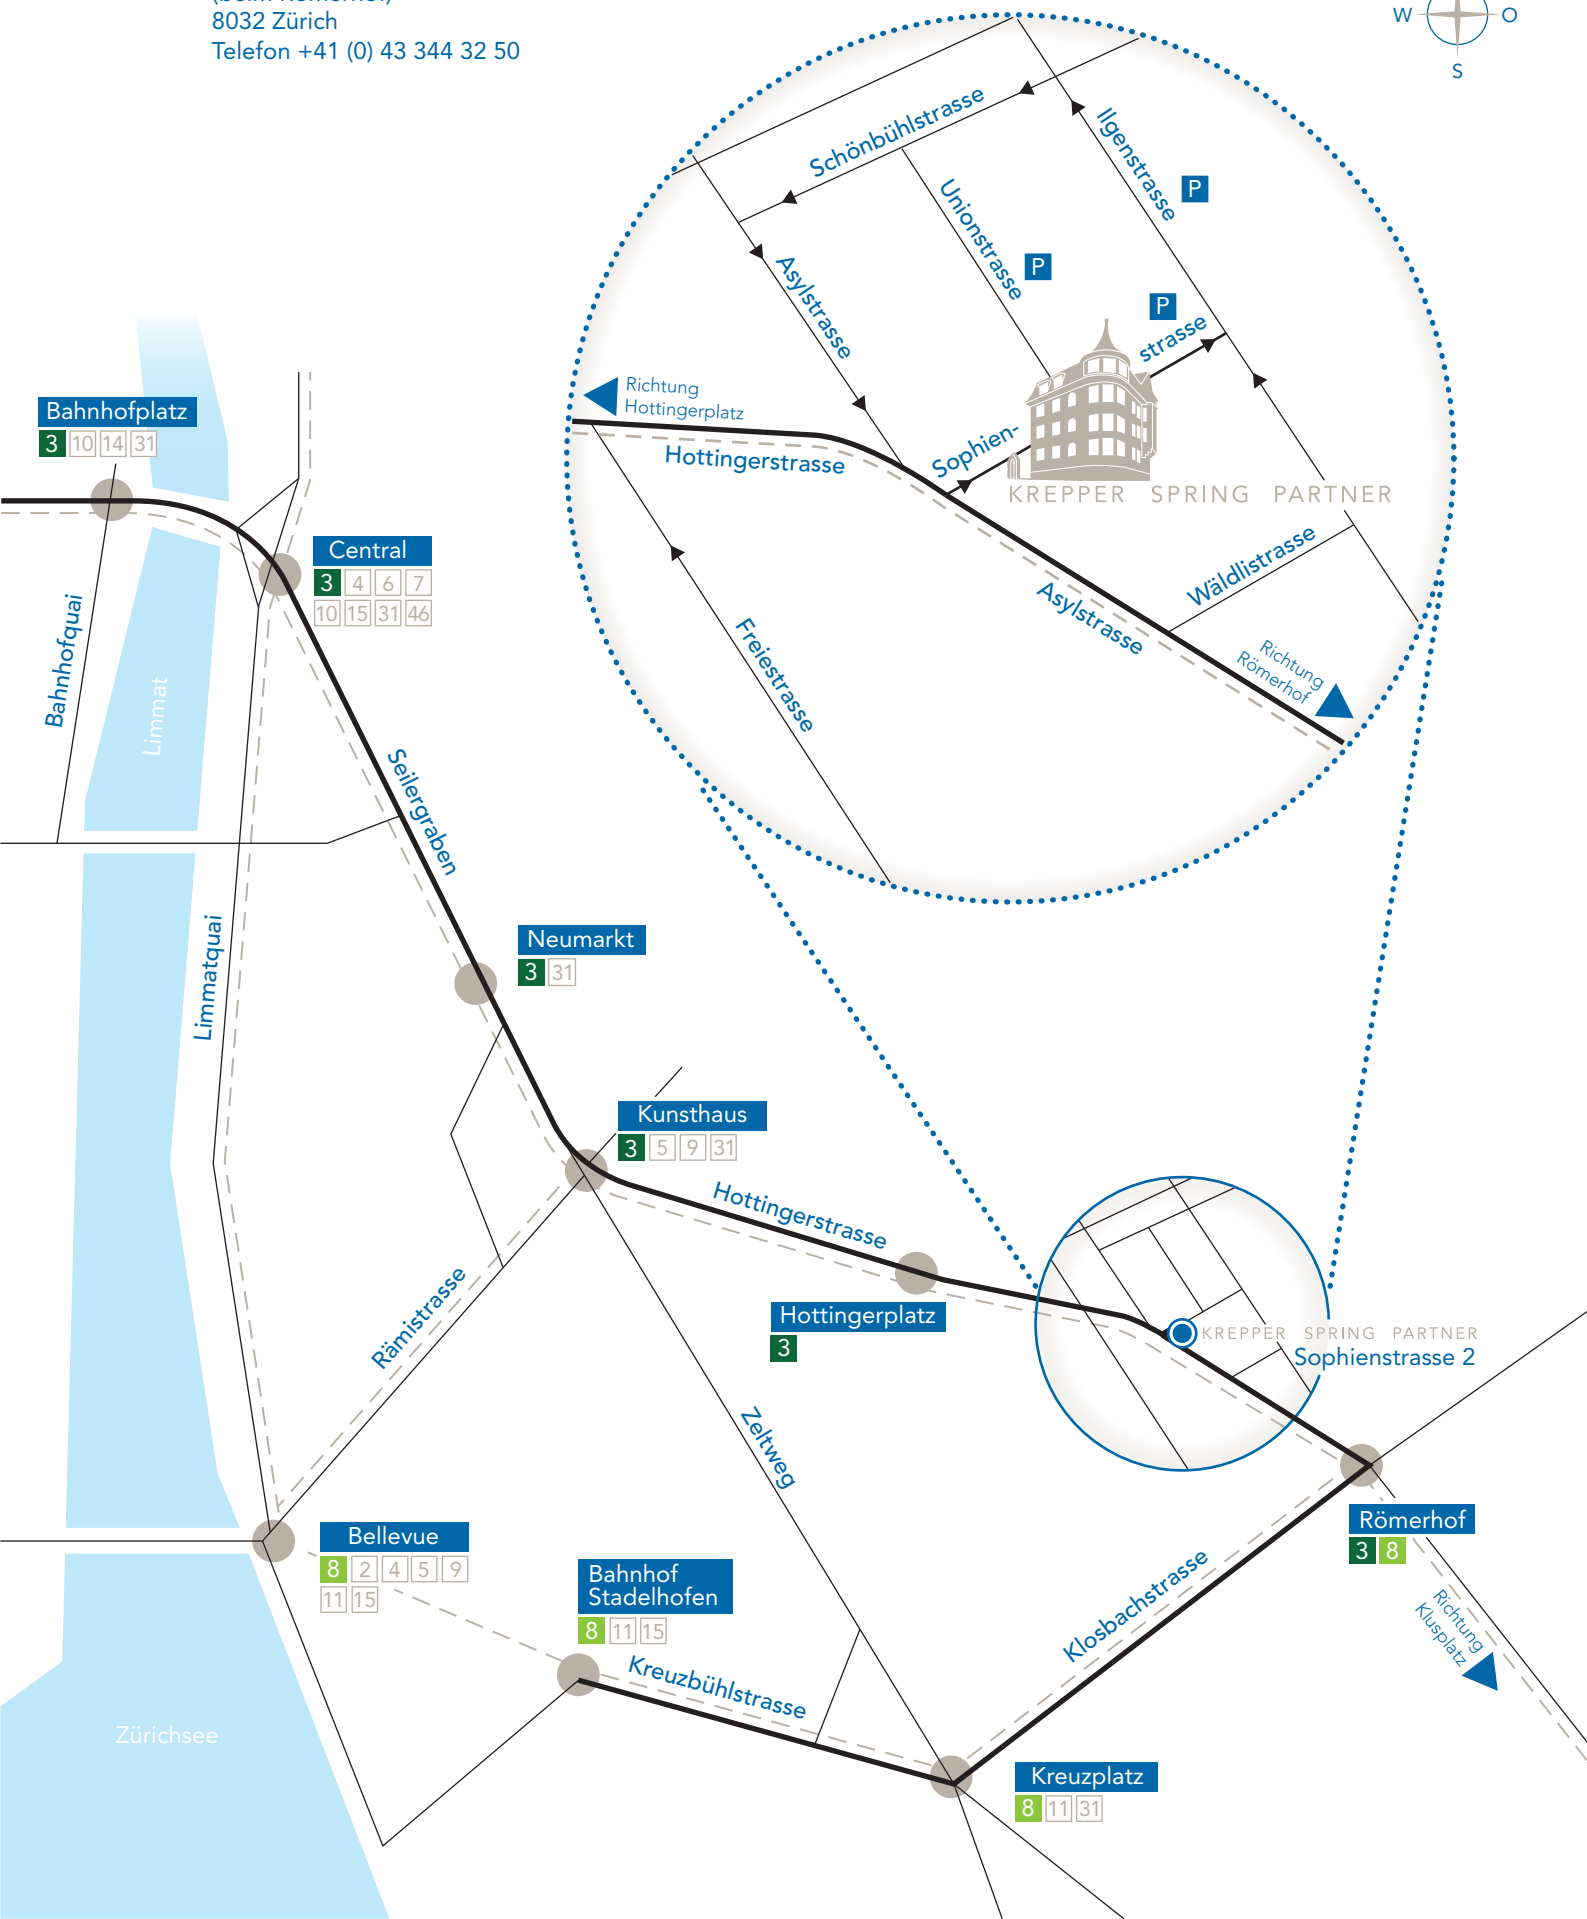 8032 Zürich
Telefon +41 (0) 43 344 32 50
W
O
S
Schönbühlstrasse
Ilgenstrasse
P
Unionstrasse
P
Asylstrasse
P
Sophien-
strasse
Richtung
Hottingerplatz
Hottingerstrasse
KREPPER SPRING PARTNER
Wäldlistrasse
Asylstrasse
Freiestrasse
Richtung
Römerhof
Bahnhofplatz
3 10 14 31
Central
3 4 6 7
10 15 31 46
Bahnhofquai
Limmat
Seilergraben
Limmatquai
Neumarkt
3 31
Kunsthaus
3 5 9 31
Hottingerstrasse
Hottingerplatz
3
KREPPER SPRING PARTNER
Sophienstrasse 2
Rämistrasse
Zeltweg
Römerhof
3 8
Richtung
Klusplatz
Bellevue
8 2 4 5 9
11 15
Bahnhof
Stadelhofen
8 11 15
Kreuzbühlstrasse
Klosbachstrasse
Zürichsee
Kreuzplatz
8 11 31